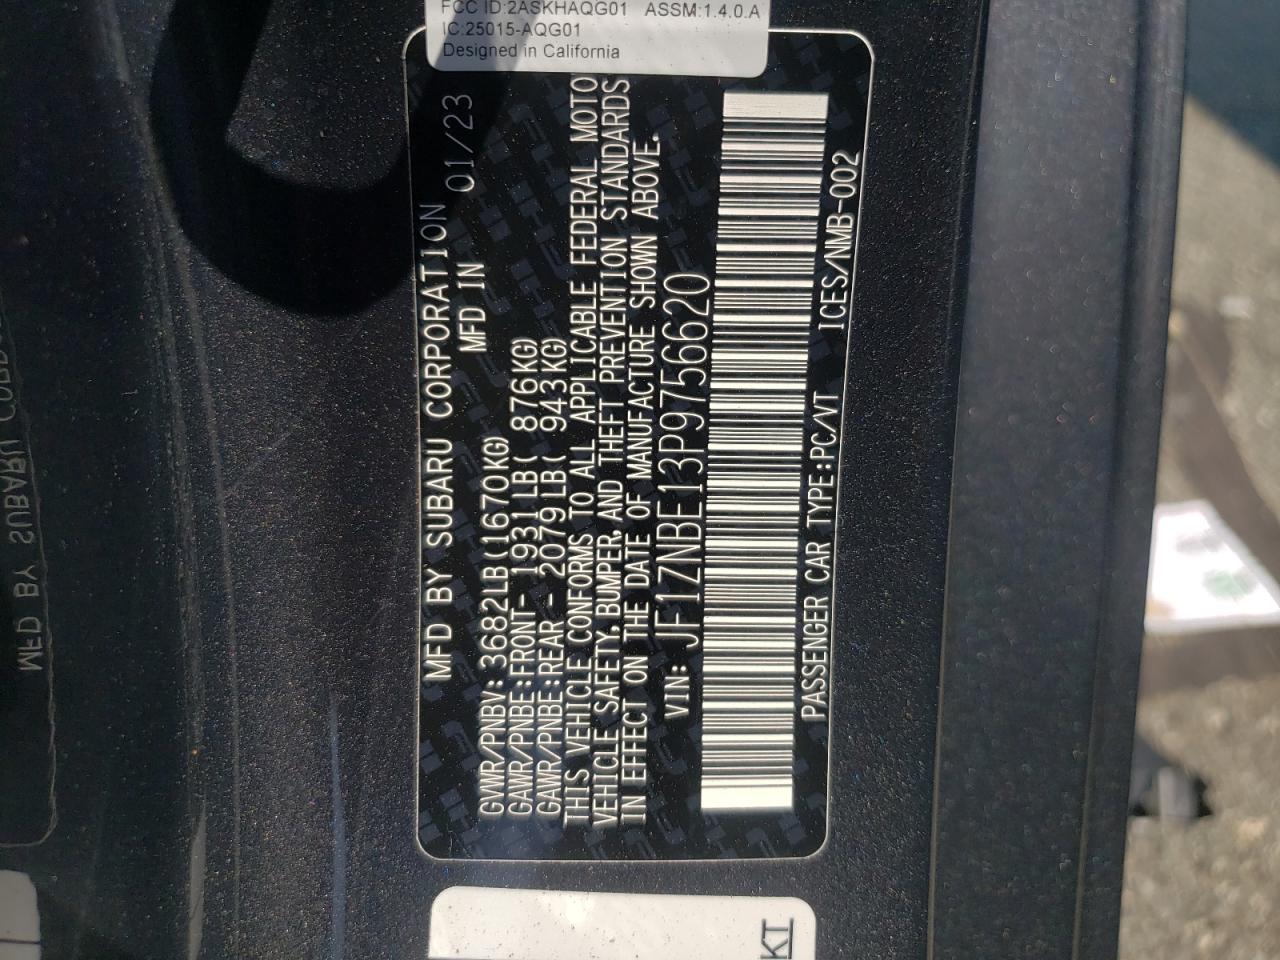 FCC ID:2ASKHAQG01 ASSM:1.4.0.A
IC:25015-AQG01
Designed in California
MFD BY SUBARU CORPORATION
MFD IN 01/23
GVWR/PNBV: 3682LB(1670KG)
GAWR/PNBE:FRONT- 1931LB( 876KG)
GAWR/PNBE:REAR - 2079LB( 943KG)
THIS VEHICLE CONFORMS TO ALL APPLICABLE FEDERAL MOTO
VEHICLE SAFETY,BUMPER,AND THEFT PREVENTION STANDARDS
IN EFFECT ON THE DATE OF MANUFACTURE SHOWN ABOVE.
VIN: JF1ZNBE13P9756620
PASSENGER CAR TYPE:PC/VT ICES/NMB-002
KT
MFD BY SUBARU CORP